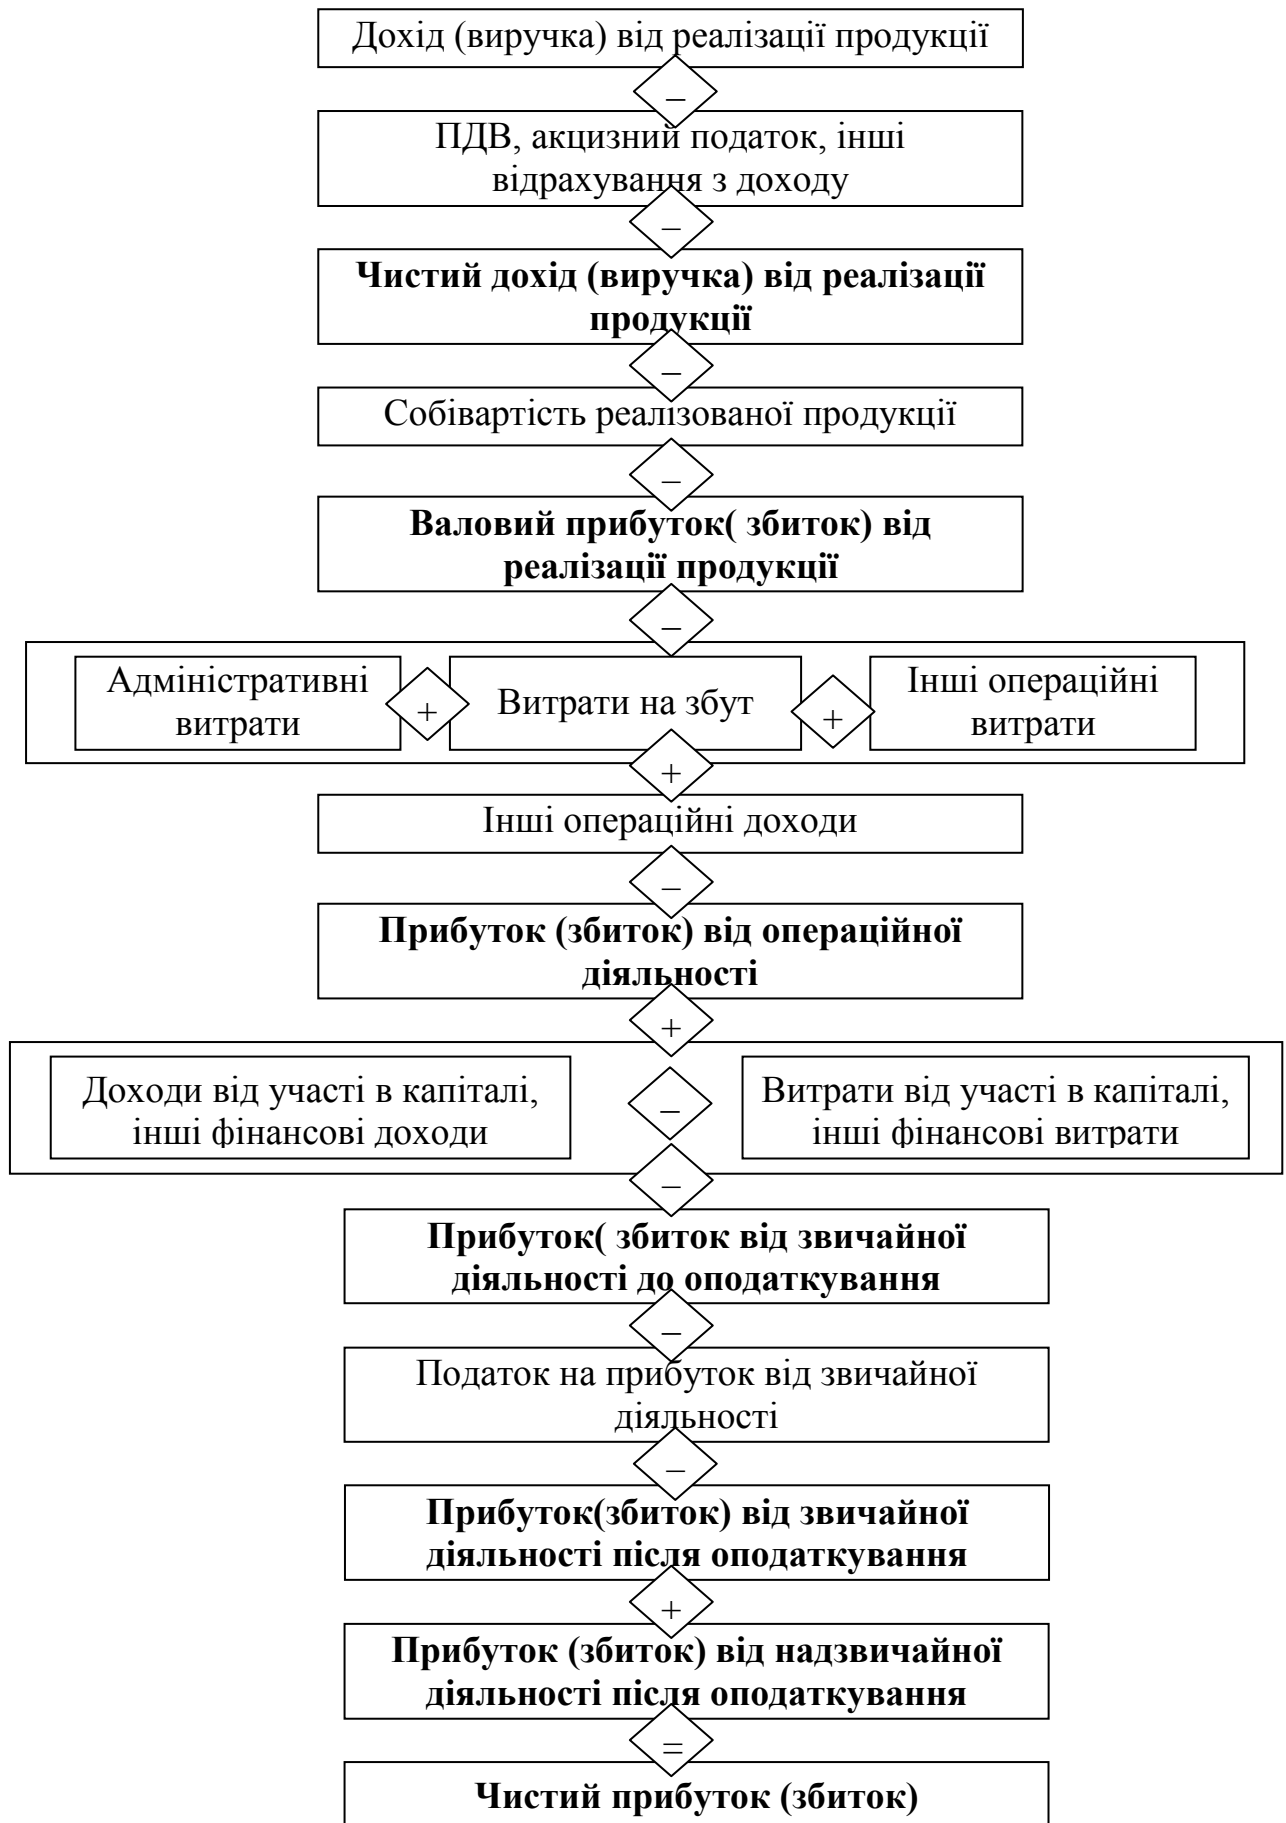 Дохід (виручка) від реалізації продукції
–
ПДВ, акцизний податок, інші
відрахування з доходу
–
Чистий дохід (виручка) від реалізації
продукції
–
Собівартість реалізованої продукції
–
Валовий прибуток( збиток) від
реалізації продукції
–
Адміністративні
витрати
+
Витрати на збут
+
Інші операційні
витрати
+
Інші операційні доходи
–
Прибуток (збиток) від операційної
діяльності
+
Доходи від участі в капіталі,
інші фінансові доходи
–
Витрати від участі в капіталі,
інші фінансові витрати
–
Прибуток( збиток від звичайної
діяльності до оподаткування
–
Податок на прибуток від звичайної
діяльності
–
Прибуток(збиток) від звичайної
діяльності після оподаткування
+
Прибуток (збиток) від надзвичайної
діяльності після оподаткування
=
Чистий прибуток (збиток)